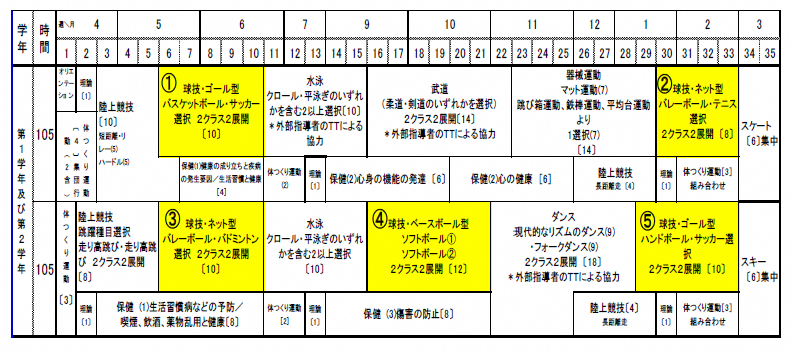 学年
時間
週／月 4 5 6 7 9 10 11 12 1 2 3
1 2 3 4 5 6 7 8 9 10 11 12 13 14 15 16 17 18 19 20 21 22 23 24 25 26 27 28 29 30 31 32 33 34 35
第1学年及び第2学年
105
オリエンテーション
理論
[1]
体つくり運動
[4]
(2)
集団行動
含む
陸上競技
[10]
短距離・リ
レー(5)
ハードル(5)
①
球技・ゴール型
バスケットボール・サッカー
選択 2クラス2展開
[10]
水泳
クロール・平泳ぎのいずれ
かを含む2以上選択[10]
＊外部指導者のTTによる
協力
武道
(柔道・剣道のいずれかを選択)
2クラス2展開[14]
＊外部指導者のTTによる協力
器械運動
マット運動(7)
跳び箱運動、鉄棒運動、平均台運動
より
1選択(7)
[14]
②
球技・ネット型
バレーボール・テニス
選択
2クラス2展開 [8]
スケート
[6]集中
保健(1)健康の成り立ちと疾病
の発生要因／生活習慣と健康
[4]
体つくり運動
(2)
理論
[1]
保健(2)心身の機能の発達 [6]
保健(2)心の健康 [6]
陸上競技
長距離走 [4]
理論
[1]
体つくり運動[3]
組み合わせ
105
体つくり運動
[3]
陸上競技
跳躍種目選択
走り高跳び・走り高跳
び 2クラス2展開
[8]
③
球技・ネット型
バレーボール・バドミントン
2クラス2展開
[10]
水泳
クロール・平泳ぎのいずれ
かを含む2以上選択
[10]
④
球技・ベースボール型
ソフトボール①
ソフトボール②
2クラス2展開 [12]
ダンス
・現代的なリズムのダンス(9)
・フォークダンス(9)
2クラス2展開[18]
＊外部指導者のTTによる協力
⑤
球技・ゴール型
ハンドボール・サッカー選
択
2クラス2展開 [10]
スキー
[6]集中
理論
[1]
保健 (1)生活習慣病などの予防／
喫煙、飲酒、薬物乱用と健康[8]
体つくり運動
[2]
理論
[1]
保健 (3)傷害の防止[8]
陸上競技[4]
長距離走
理論
[1]
体つくり運動[3]
組み合わせ